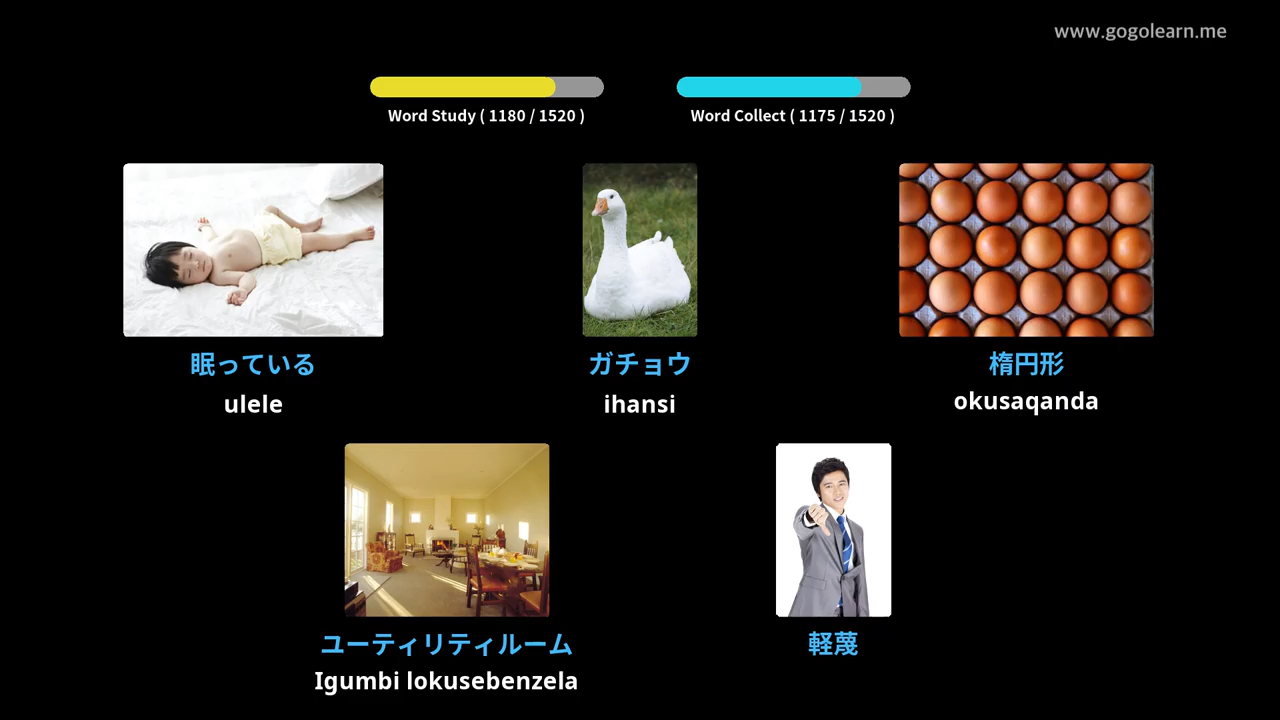 www.gogolearn.me
Word Study ( 1180 / 1520 )
Word Collect ( 1175 / 1520 )
眠っている
ulele
ガチョウ
ihansi
楕円形
okusaqanda
ユーティリティルーム
Igumbi lokusebenzela
軽蔑